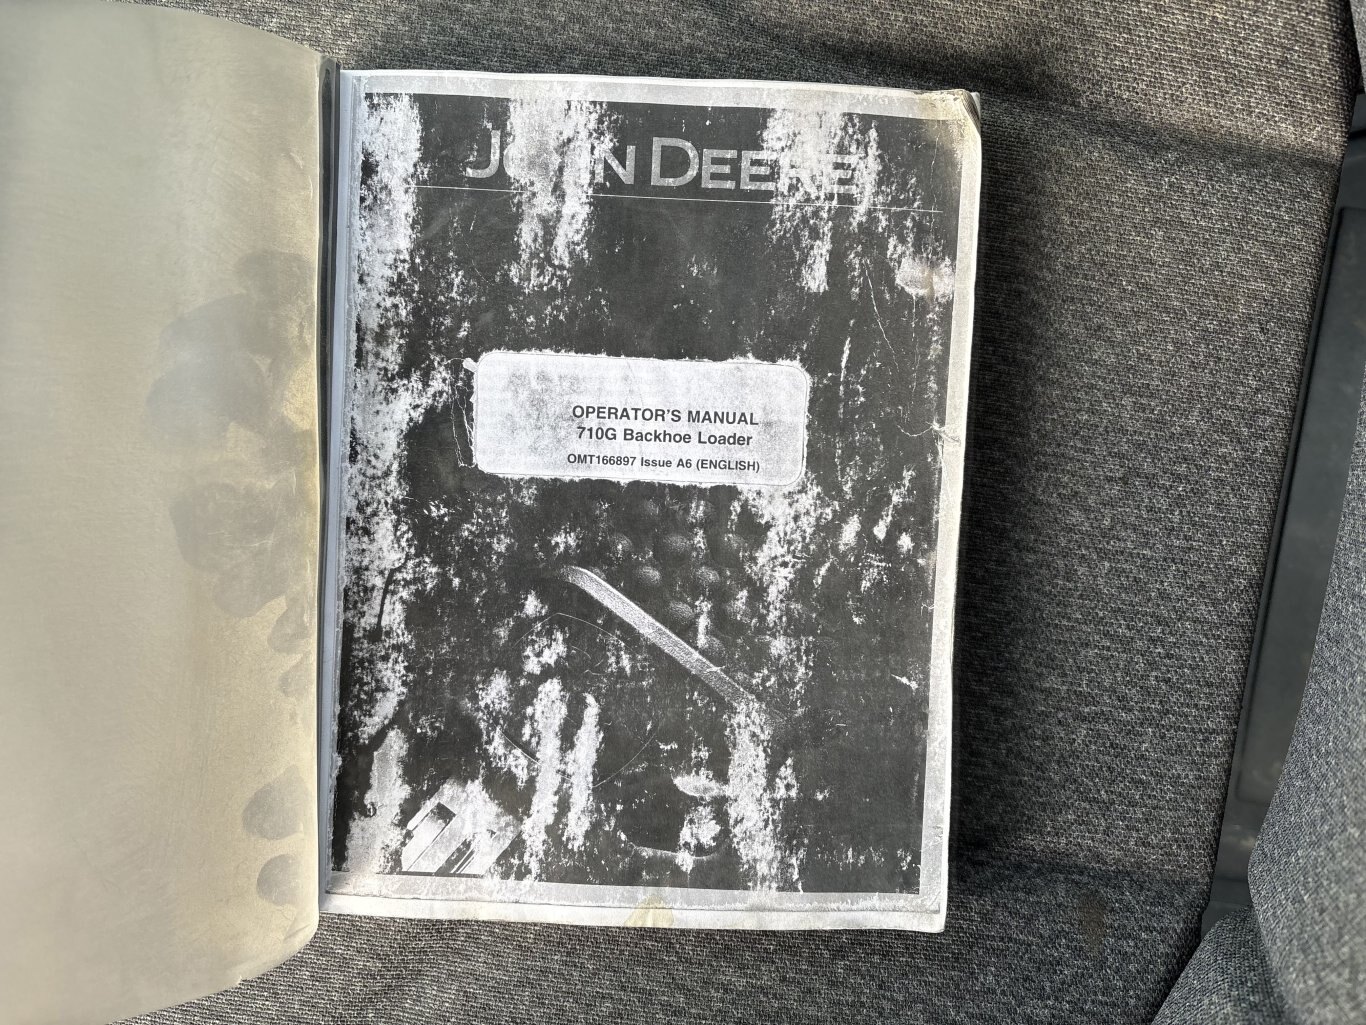 JOHN DEERE
OPERATOR'S MANUAL
710G Backhoe Loader
OMT166897 Issue A6 (ENGLISH)